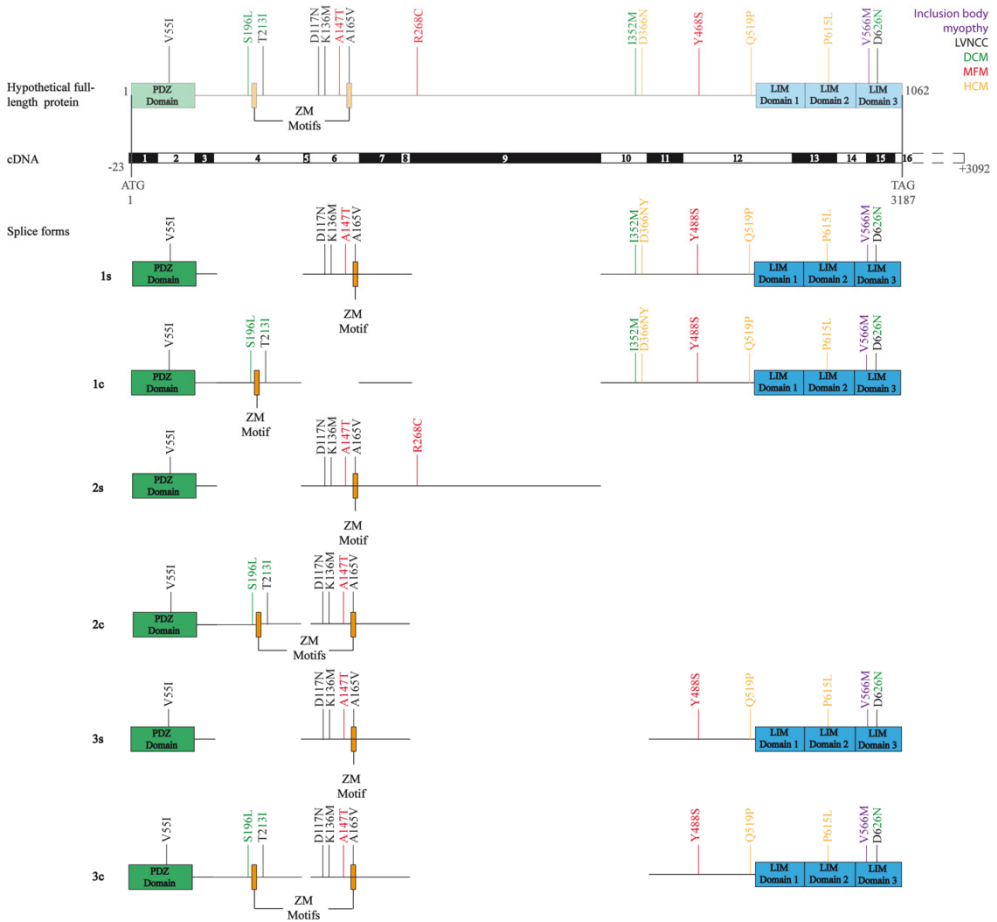 Inclusion body
myopthy
LVNCC
DCM
MFM
HCM
V55I
S196L
T213I
D117N
K136M
A147T
A165V
R268C
I352M
D366N
Y468S
Q519P
P615L
V566M
D626N
Hypothetical full-
length protein
1
PDZ
Domain
ZM
Motifs
LIM
Domain 1
LIM
Domain 2
LIM
Domain 3
1062
cDNA
-23
1 2 3 4 5 6 7 8 9 10 11 12 13 14 15 16
+3092
ATG
1
TAG
3187
Splice forms
V55I
D117N
K136M
A147T
A165V
I352M
D366NY
Y488S
Q519P
P615L
V566M
D626N
1s
PDZ
Domain
ZM
Motif
LIM
Domain 1
LIM
Domain 2
LIM
Domain 3
V55I
S196L
T213I
I352M
D366NY
Y488S
Q519P
P615L
V566M
D626N
1c
PDZ
Domain
ZM
Motif
LIM
Domain 1
LIM
Domain 2
LIM
Domain 3
V55I
D117N
K136M
A147T
A165V
R268C
2s
PDZ
Domain
ZM
Motif
V55I
S196L
T213I
D117N
K136M
A147T
A165V
2c
PDZ
Domain
ZM
Motifs
V55I
D117N
K136M
A147T
A165V
Y488S
Q519P
P615L
V566M
D626N
3s
PDZ
Domain
ZM
Motif
LIM
Domain 1
LIM
Domain 2
LIM
Domain 3
V55I
S196L
T213I
D117N
K136M
A147T
A165V
Y488S
Q519P
P615L
V566M
D626N
3c
PDZ
Domain
ZM
Motifs
LIM
Domain 1
LIM
Domain 2
LIM
Domain 3